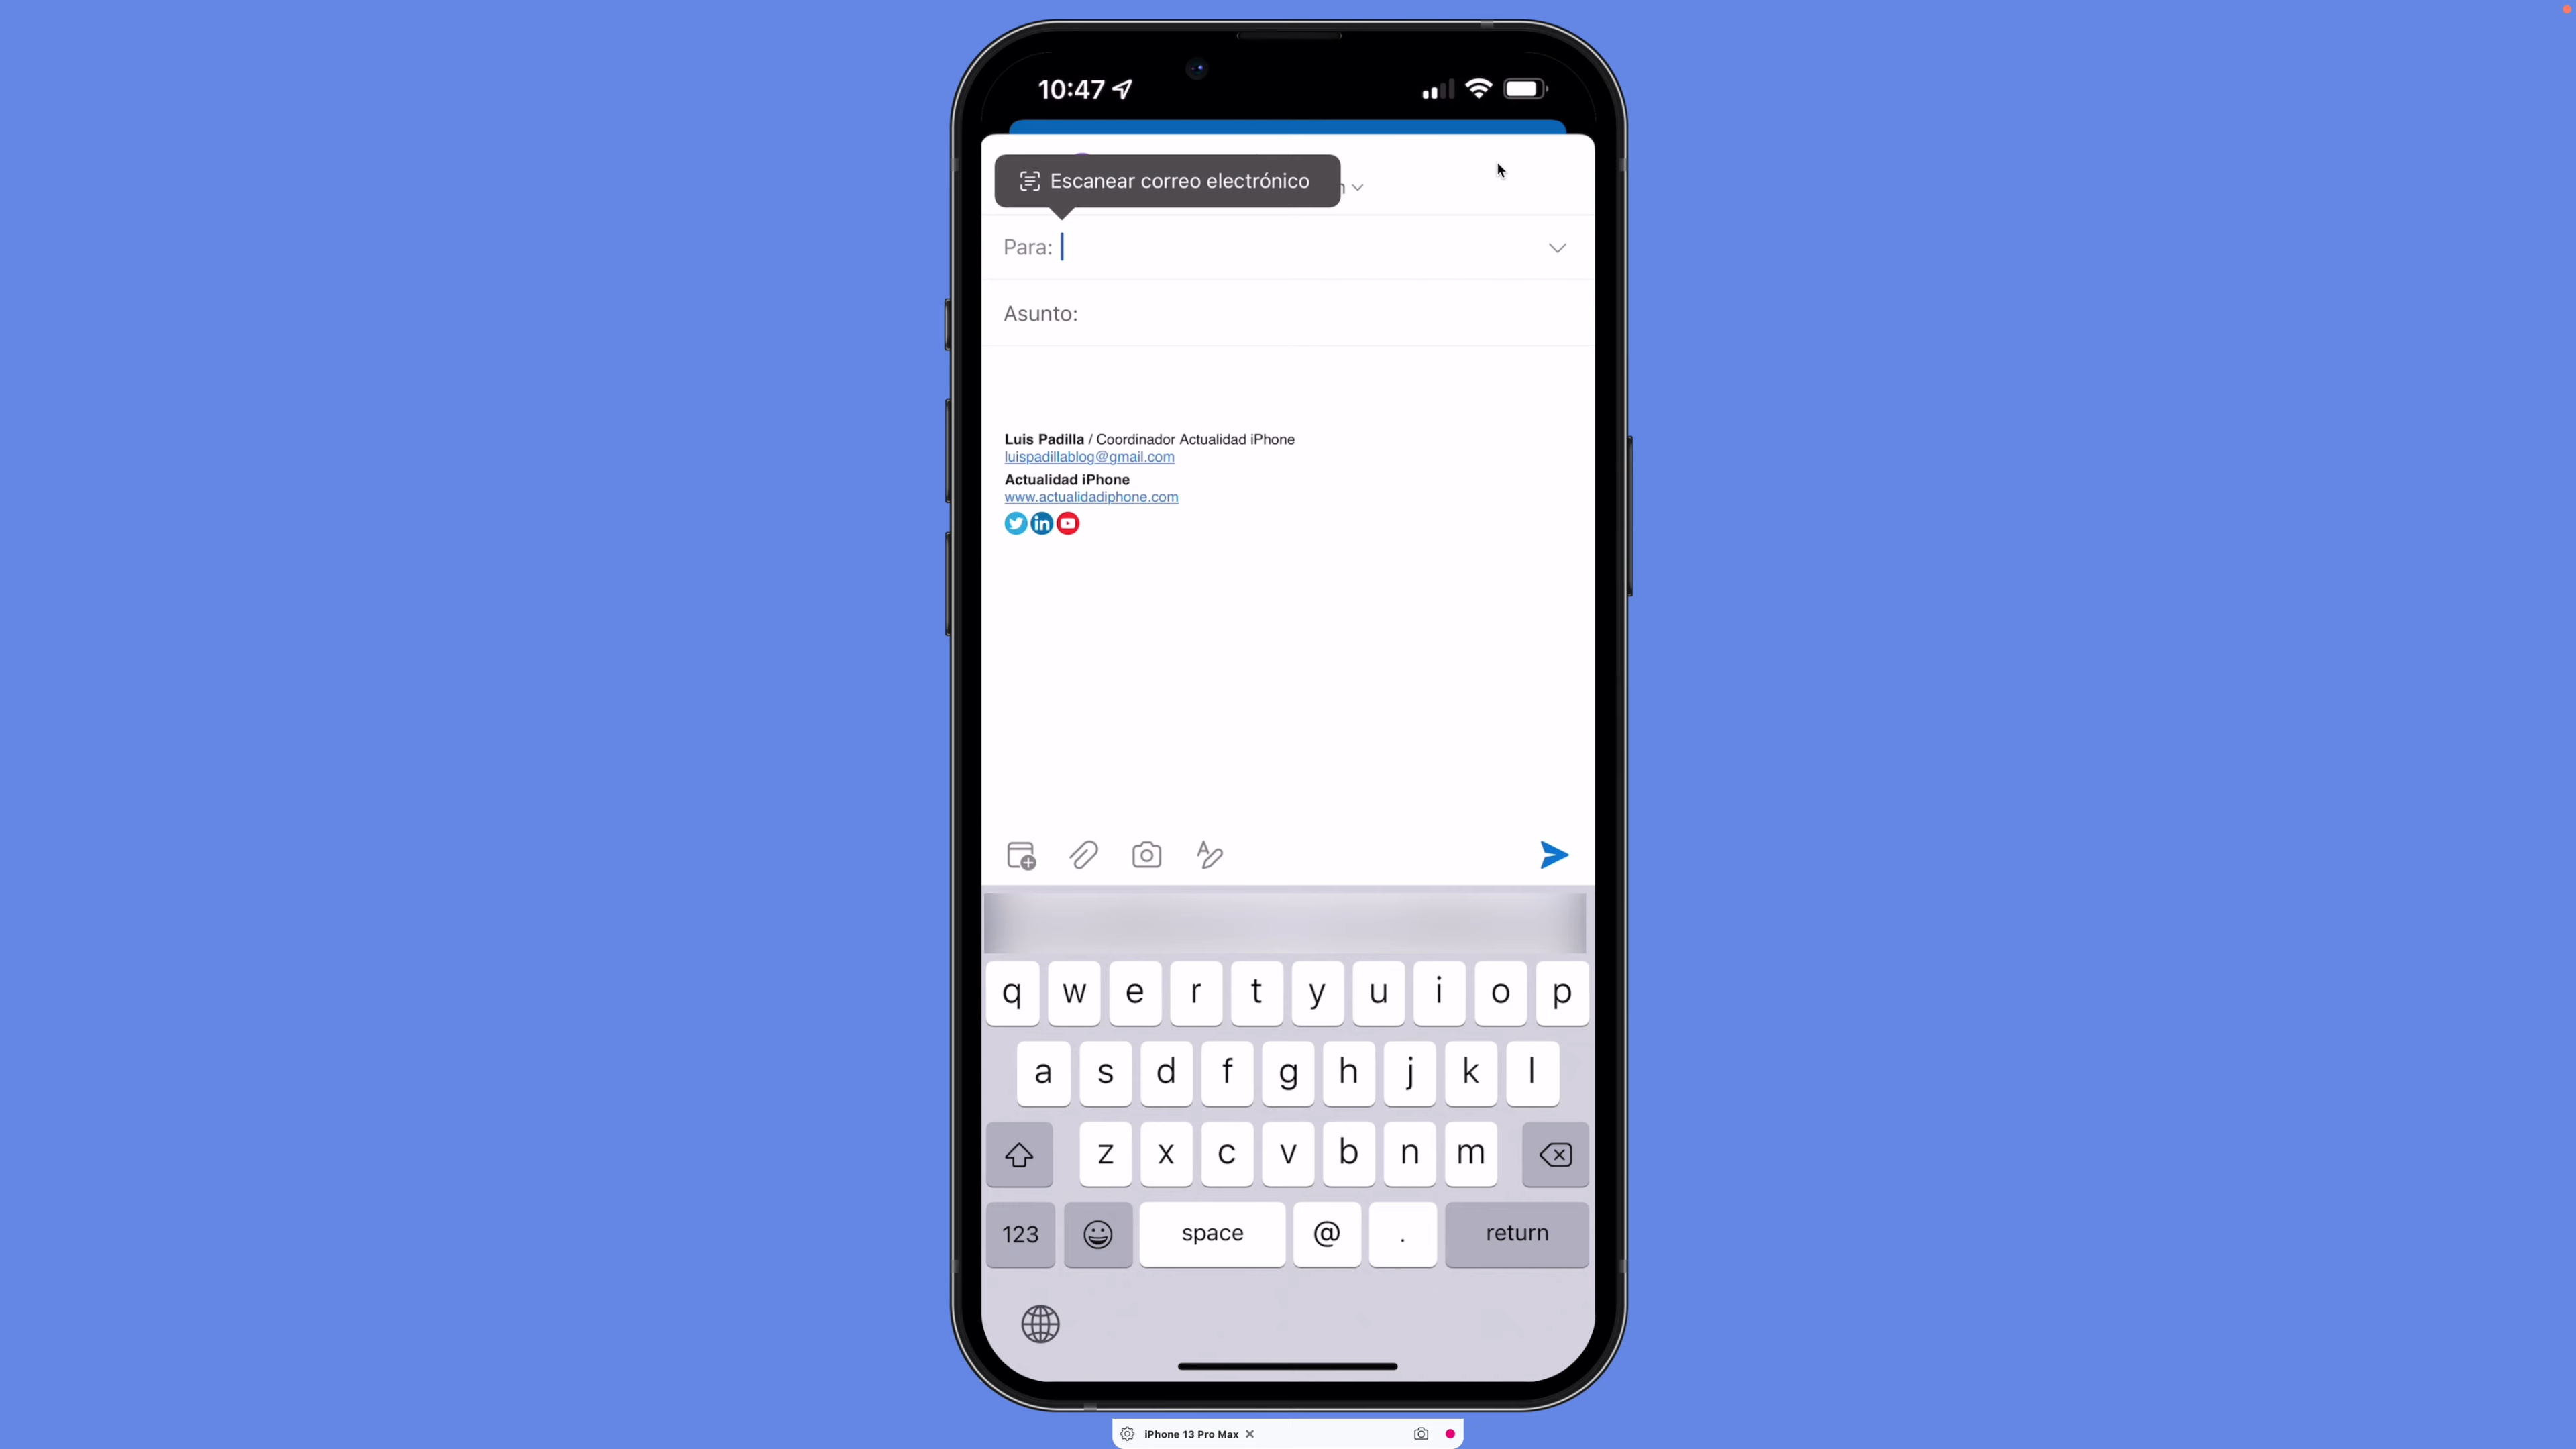 10:47
Escanear correo electrónico
Para:
Asunto:
Luis Padilla / Coordinador Actualidad iPhone
luispadillablog@gmail.com
Actualidad iPhone
www.actualidadiphone.com
in
q w e r t y u i o p
a s d f g h j k l
z x c v b n m
123 space @ . return
iPhone 13 Pro Max